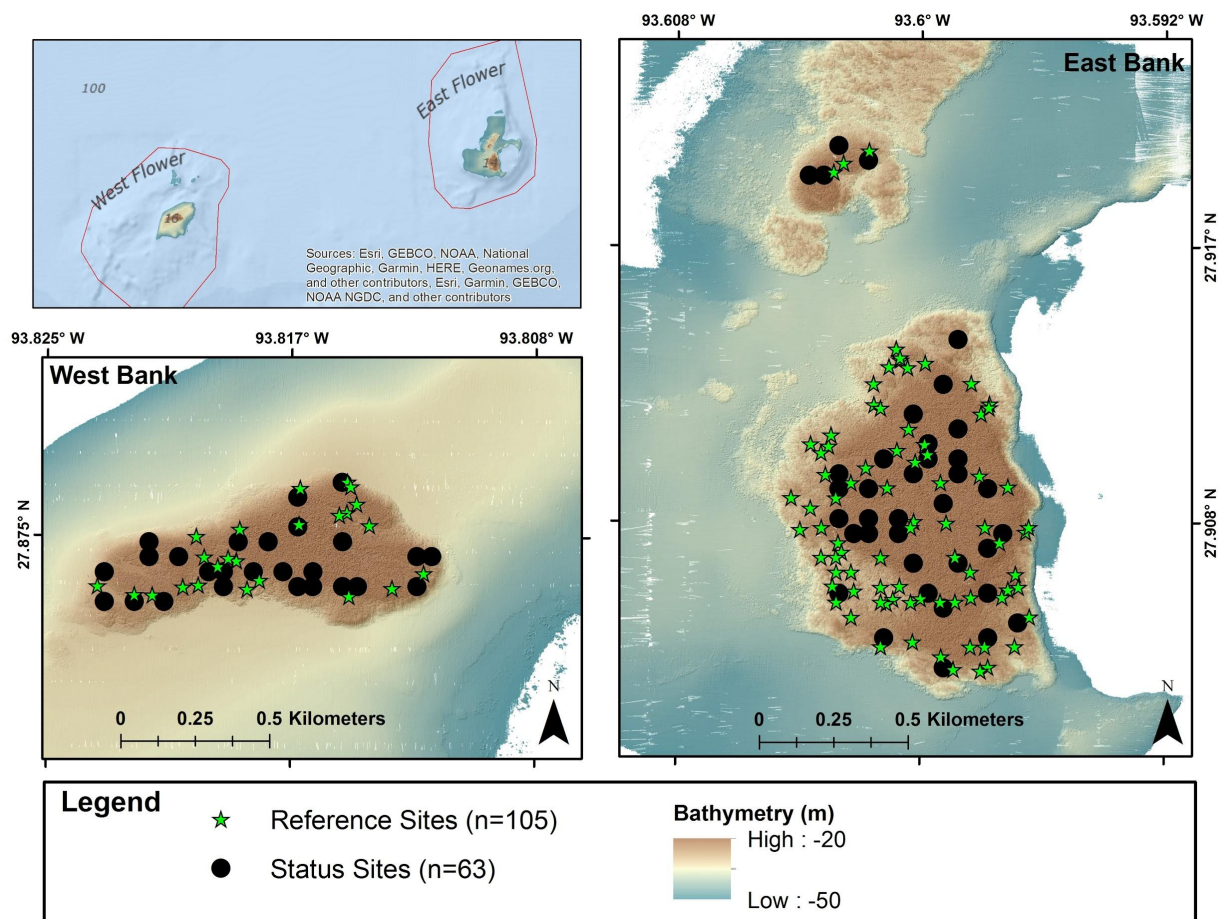 100
West Flower
16
East Flower
1
Sources: Esri, GEBCO, NOAA, National
Geographic, Garmin, HERE, Geonames.org,
and other contributors, Esri, Garmin, GEBCO,
NOAA NGDC, and other contributors
93.825° W
93.817° W
93.808° W
West Bank
27.875° N
0
0.25
0.5 Kilometers
N
93.608° W
93.6° W
93.592° W
East Bank
27.917° N
27.908° N
0
0.25
0.5 Kilometers
N
Legend
Reference Sites (n=105)
Status Sites (n=63)
Bathymetry (m)
High : -20
Low : -50